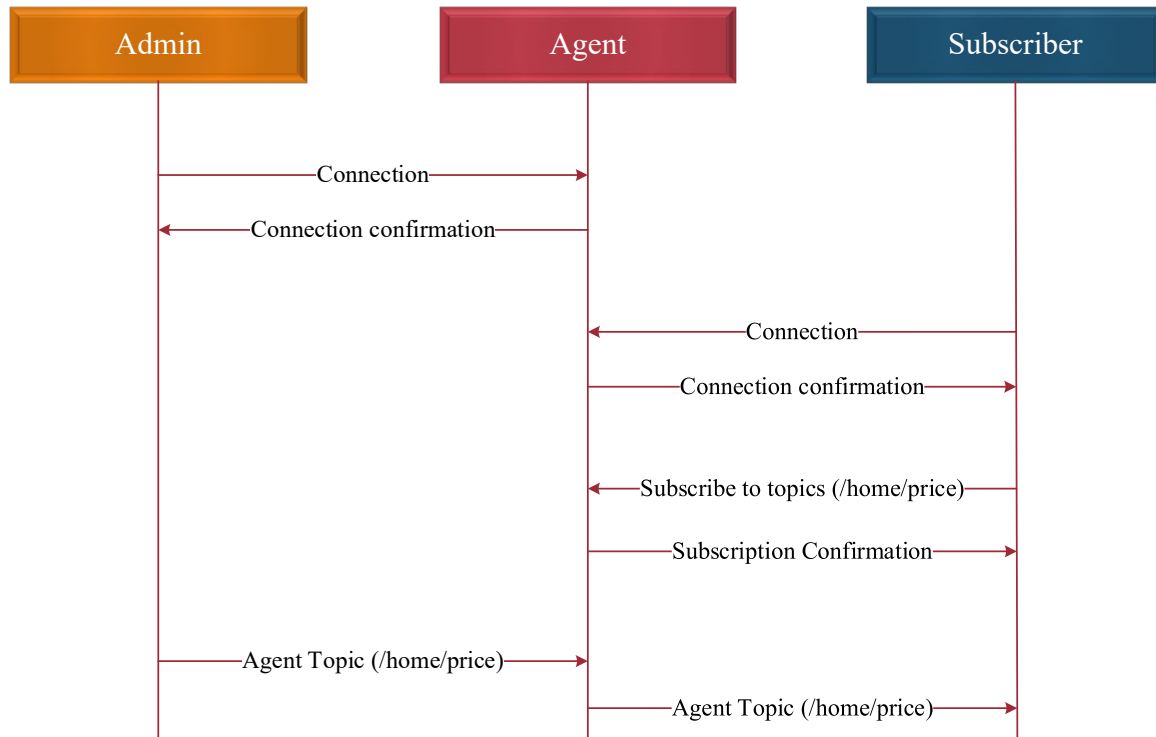 Admin
Agent
Subscriber
Connection
Connection confirmation
Connection
Connection confirmation
Subscribe to topics (/home/price)
Subscription Confirmation
Agent Topic (/home/price)
Agent Topic (/home/price)